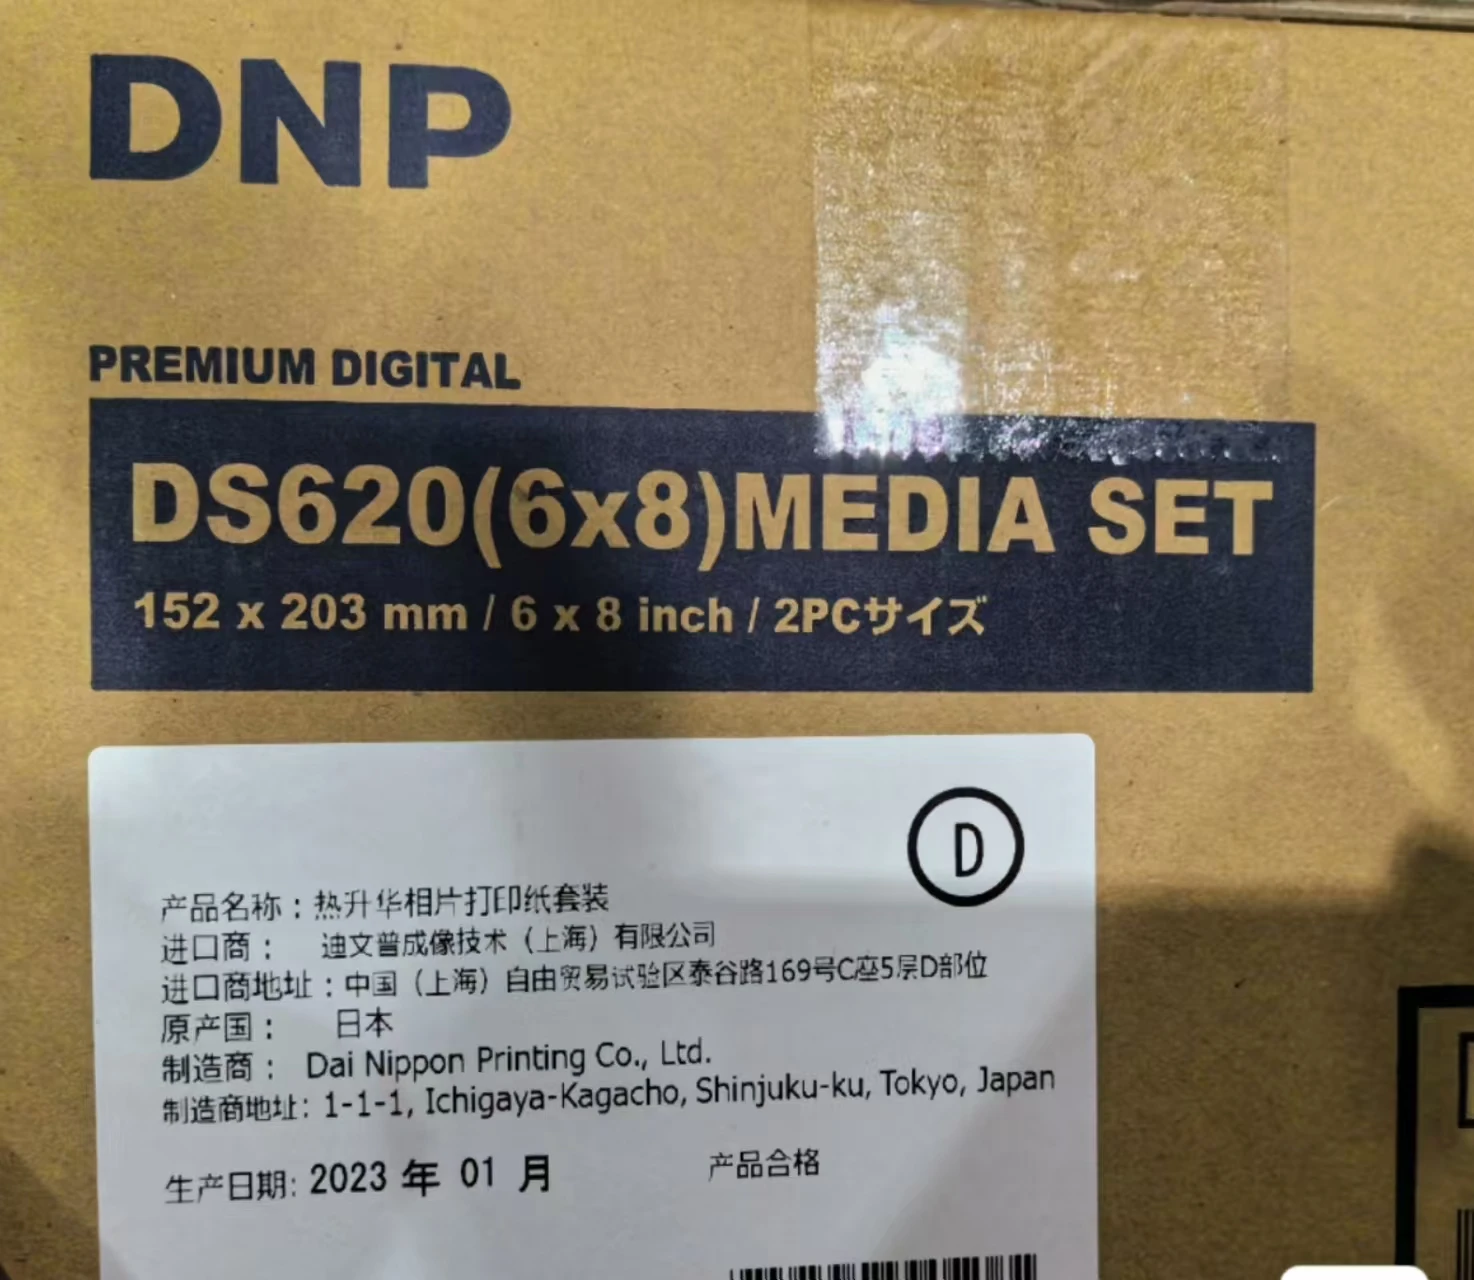 DNP
PREMIUM DIGITAL
DS620(6x8)MEDIA SET
152 x 203 mm / 6 x 8 inch / 2PCサイズ
D
产品名称：热升华相片打印纸套装
进口商： 迪文普成像技术（上海）有限公司
进口商地址：中国（上海）自由贸易试验区泰谷路169号C座5层D部位
原产国： 日本
制造商： Dai Nippon Printing Co., Ltd.
制造商地址: 1-1-1, Ichigaya-Kagacho, Shinjuku-ku, Tokyo, Japan
生产日期: 2023 年 01 月 产品合格